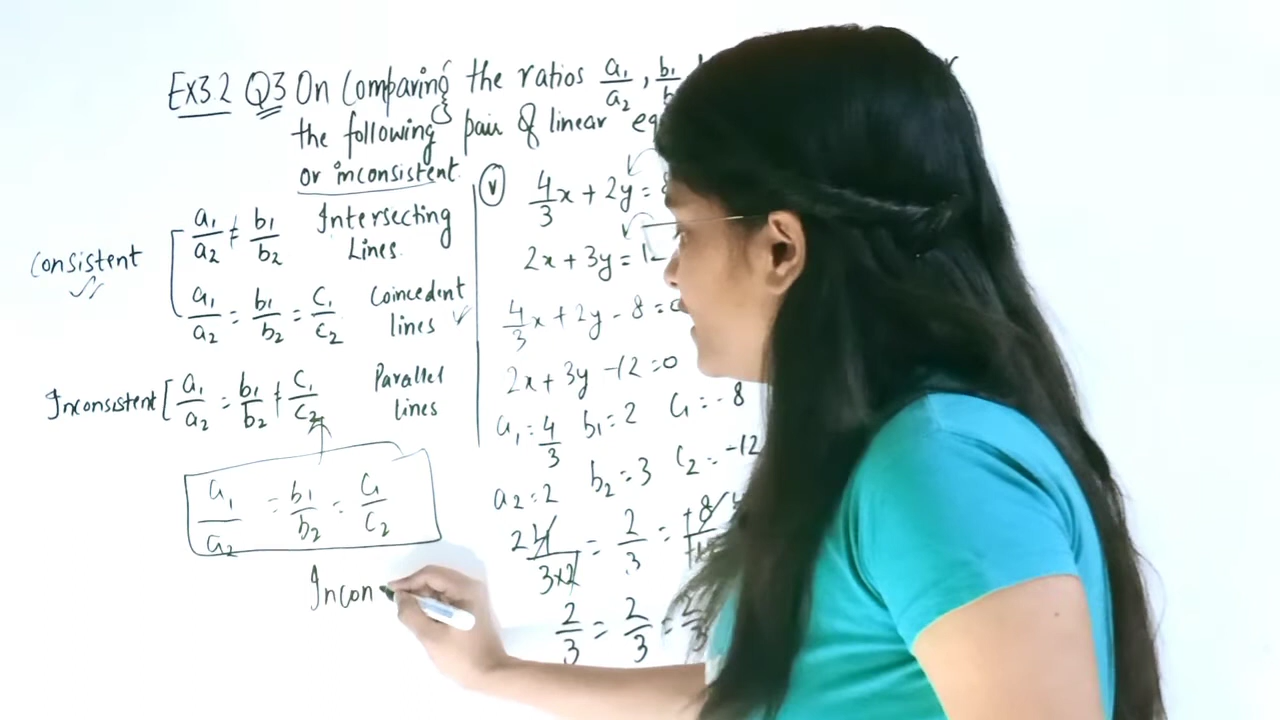 Ex3.2 Q3 On Comparing the ratios a₁/a₂, b₁/b
the following pair of linear eq
or inconsistent.
Consistent
a₁/a₂ ≠ b₁/b₂ Intersecting Lines.
a₁/a₂ = b₁/b₂ = C₁/C₂ Coincedent lines
Inconsistent [ a₁/a₂ = b₁/b₂ ≠ C₁/C₂ Parallel lines
a₁/a₂ = b₁/b₂ = C₁/C₂
Incon
(v) 4/3x + 2y = 8
2x + 3y = 12
4/3x + 2y - 8 = 0
2x + 3y - 12 = 0
a₁ = 4/3 b₁ = 2 C₁ = - 8
a₂ = 2 b₂ = 3 C₂ = -12
2 4/3x2 = 2/3 = +8
2/3 = 2/3 = 2/3